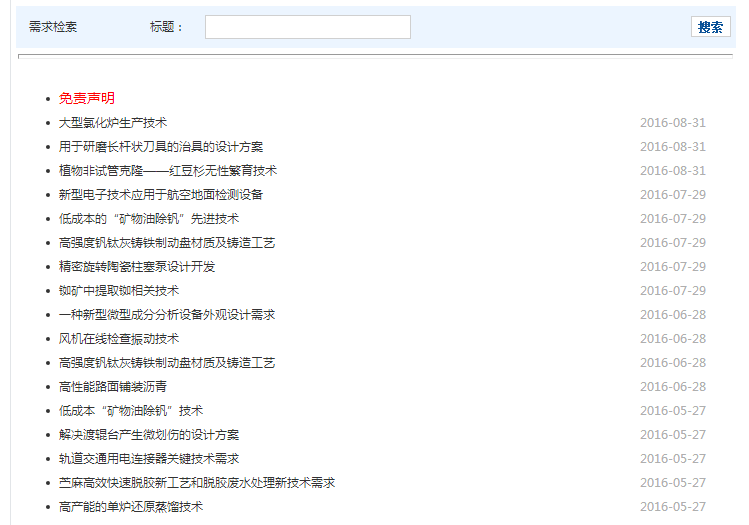 需求检索 标题： 搜索
免责声明
大型氯化炉生产技术 2016-08-31
用于研磨长杆状刀具的治具的设计方案 2016-08-31
植物非试管克隆——红豆杉无性繁育技术 2016-08-31
新型电子技术应用于航空地面检测设备 2016-07-29
低成本的“矿物油除钒”先进技术 2016-07-29
高强度钒钛灰铸铁制动盘材质及铸造工艺 2016-07-29
精密旋转陶瓷柱塞泵设计开发 2016-07-29
铷矿中提取铷相关技术 2016-07-29
一种新型微型成分分析设备外观设计需求 2016-06-28
风机在线检查振动技术 2016-06-28
高强度钒钛灰铸铁制动盘材质及铸造工艺 2016-06-28
高性能路面铺装沥青 2016-06-28
低成本“矿物油除钒”技术 2016-05-27
解决渡辊台产生微划伤的设计方案 2016-05-27
轨道交通用电连接器关键技术需求 2016-05-27
苎麻高效快速脱胶新工艺和脱胶废水处理新技术需求 2016-05-27
高产能的单炉还原蒸馏技术 2016-05-27